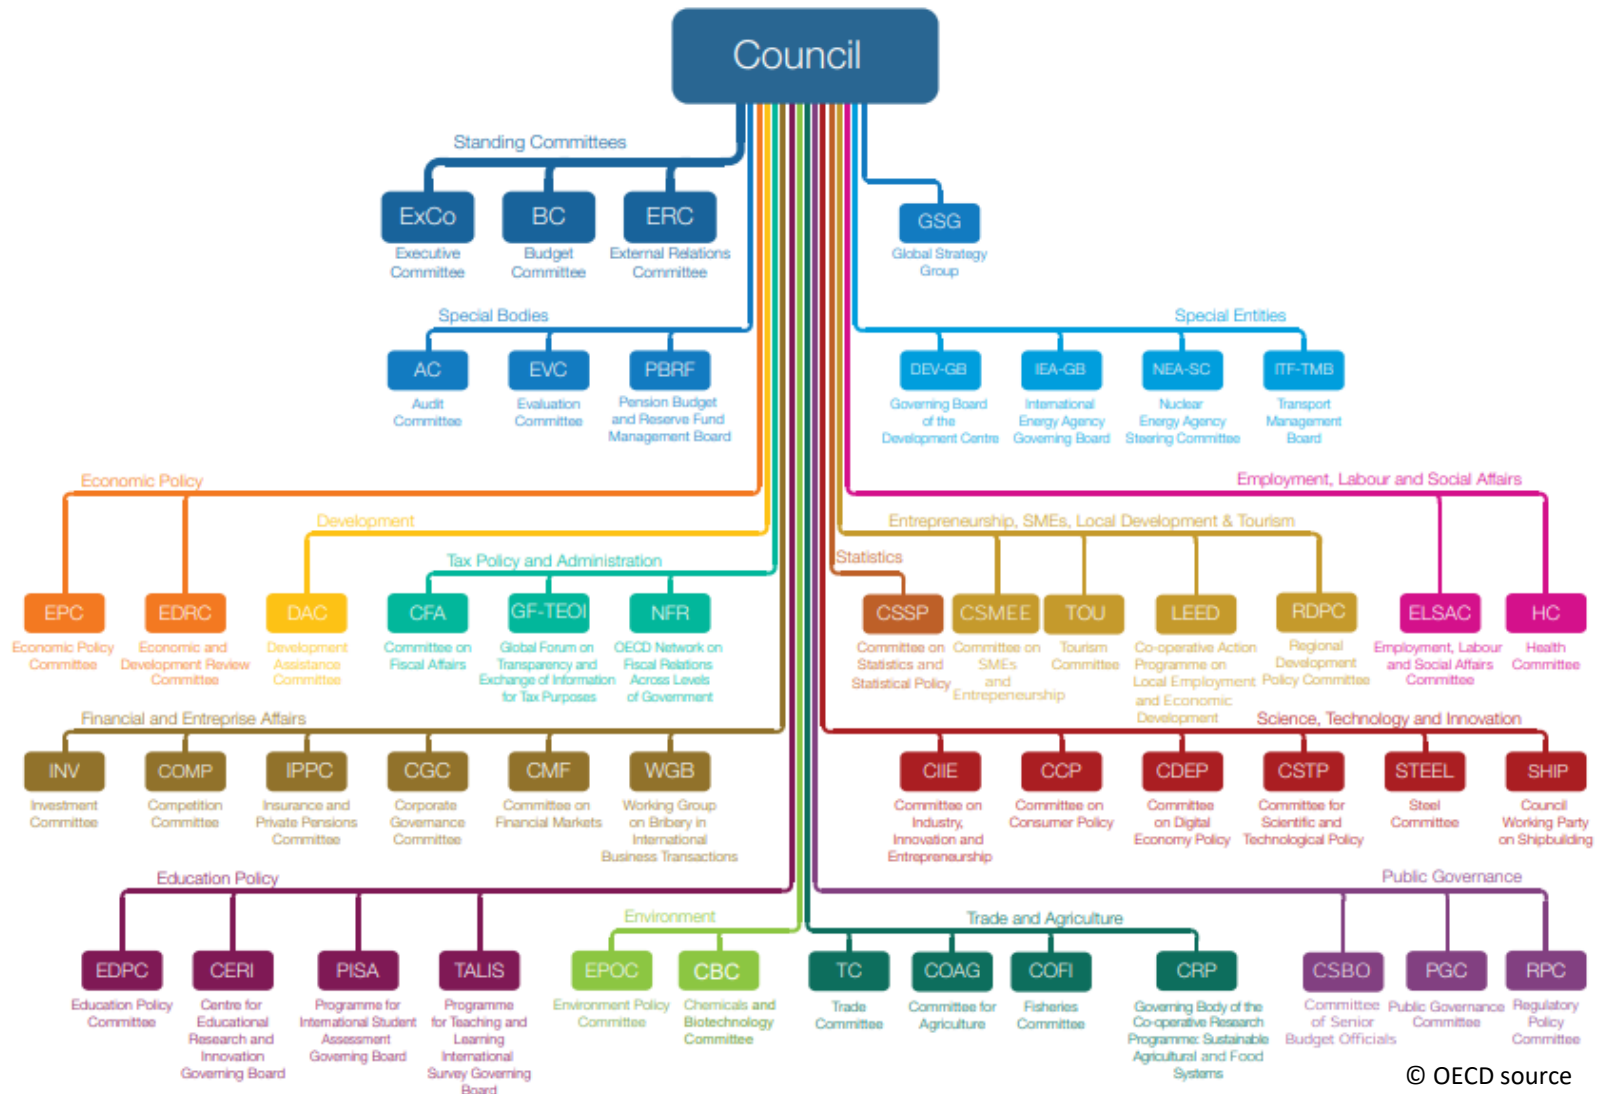 Council
Standing Committees
ExCo
BC
ERC
GSG
Executive
Committee
Budget
Committee
External Relations
Committee
Global Strategy
Group
Special Bodies
Special Entities
AC
EVC
PBRF
DEV-GB
IEA-GB
NEA-SC
ITF-TMB
Audit
Committee
Evaluation
Committee
Pension Budget
and Reserve Fund
Management Board
Governing Board
of the
Development Centre
International
Energy Agency
Governing Board
Nuclear
Energy Agency
Steering Committee
Transport
Management
Board
Economic Policy
Employment, Labour and Social Affairs
Development
Entrepreneurship, SMEs, Local Development & Tourism
Tax Policy and Administration
Statistics
EPC
EDRC
DAC
CFA
GF-TEOI
NFR
CSSP
CSMEE
TOU
LEED
RDPC
ELSAC
HC
Economic Policy
Committee
Economic and
Development Review
Committee
Development
Assistance
Committee
Committee on
Fiscal Affairs
Global Forum on
Transparency and
Exchange of Information
for Tax Purposes
OECD Network on
Fiscal Relations
Across Levels
of Government
Committee on
Statistics and
Statistical Policy
Committee on
SMEs
and
Entrepeneurship
Tourism
Committee
Co-operative Action
Programme on
Local Employment
and Economic
Development
Regional
Development
Policy Committee
Employment, Labour
and Social Affairs
Committee
Health
Committee
Financial and Entreprise Affairs
Science, Technology and Innovation
INV
COMP
IPPC
CGC
CMF
WGB
CIIE
CCP
CDEP
CSTP
STEEL
SHIP
Investment
Committee
Competition
Committee
Insurance and
Private Pensions
Committee
Corporate
Governance
Committee
Committee on
Financial Markets
Working Group
on Bribery in
International
Business Transactions
Committee on
Industry,
Innovation and
Entrepreneurship
Committee on
Consumer Policy
Committee
on Digital
Economy Policy
Committee for
Scientific and
Technological Policy
Steel
Committee
Council
Working Party
on Shipbuilding
Education Policy
Public Governance
Environment
Trade and Agriculture
EDPC
CERI
PISA
TALIS
EPOC
CBC
TC
COAG
COFI
CRP
CSBO
PGC
RPC
Education Policy
Committee
Centre for
Educational
Research and
Innovation
Governing Board
Programme for
International Student
Assessment
Governing Board
Programme
for Teaching and
Learning
International
Survey Governing
Board
Environment Policy
Committee
Chemicals and
Biotechnology
Committee
Trade
Committee
Committee for
Agriculture
Fisheries
Committee
Governing Body of the
Co-operative Research
Programme: Sustainable
Agricultural and Food
Systems
Committee
of Senior
Budget Officials
Public Governance
Committee
Regulatory
Policy
Committee
© OECD source